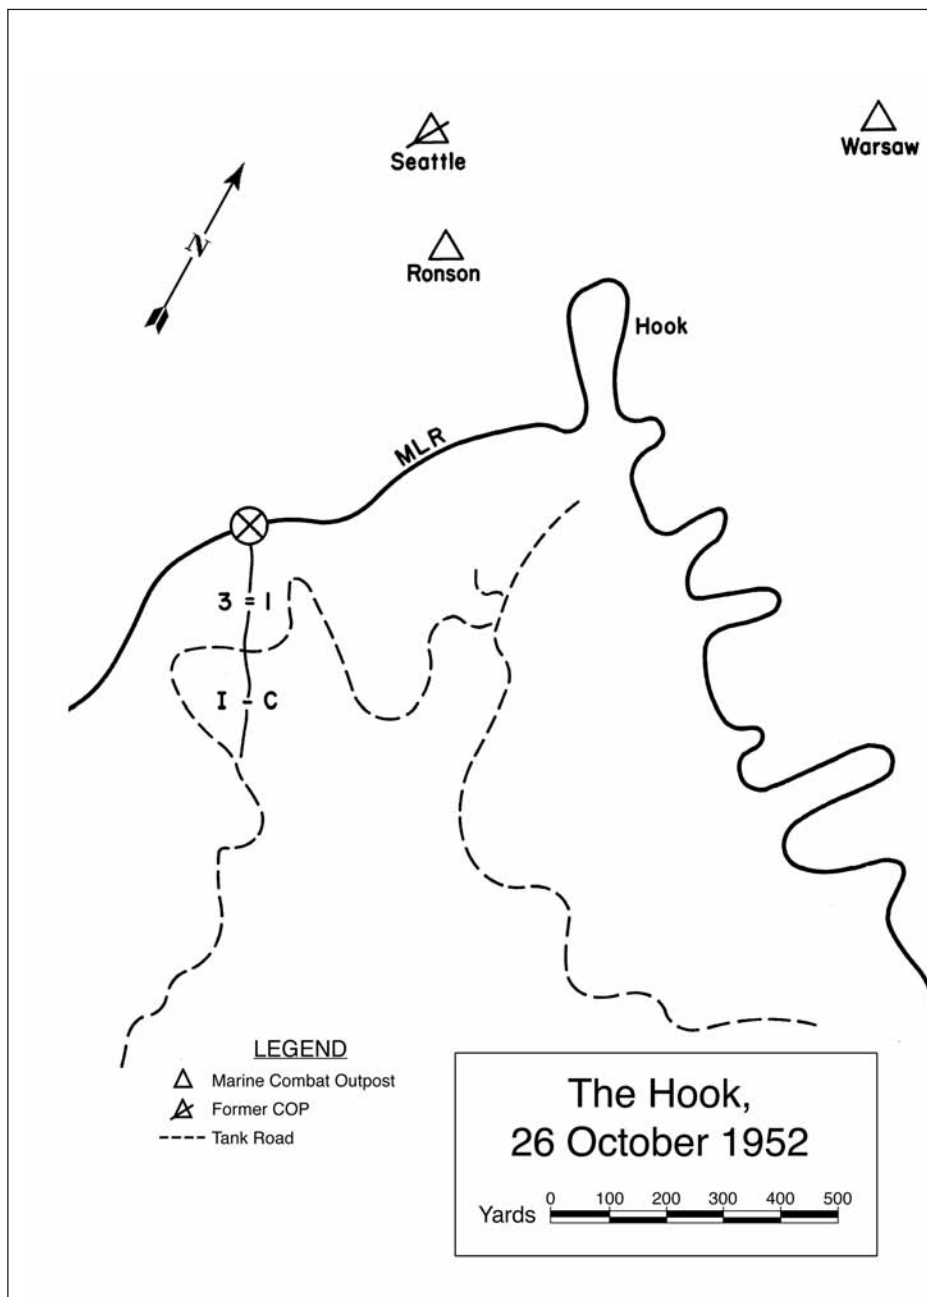 Seattle
Warsaw
N
Ronson
Hook
MLR
3 = 1
I - C
LEGEND
Marine Combat Outpost
Former COP
Tank Road
The Hook,
26 October 1952
0 100 200 300 400 500
Yards